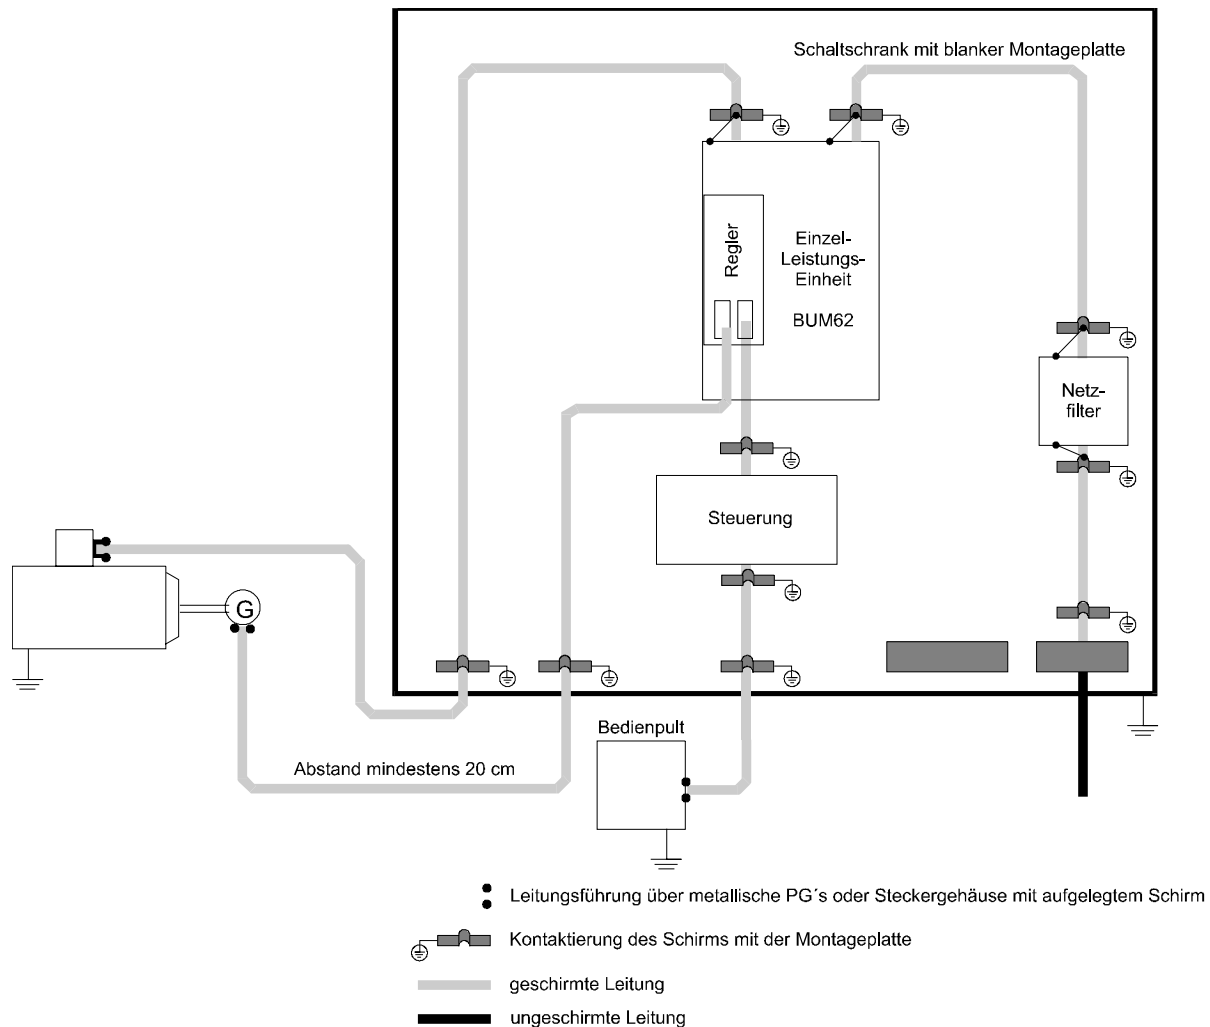 Schaltschrank mit blanker Montageplatte
Regler
Einzel-
Leistungs-
Einheit
BUM62
Netz-
filter
Steuerung
G
Bedienpult
Abstand mindestens 20 cm
Leitungsführung über metallische PG´s oder Steckergehäuse mit aufgelegtem Schirm
Kontaktierung des Schirms mit der Montageplatte
geschirmte Leitung
ungeschirmte Leitung